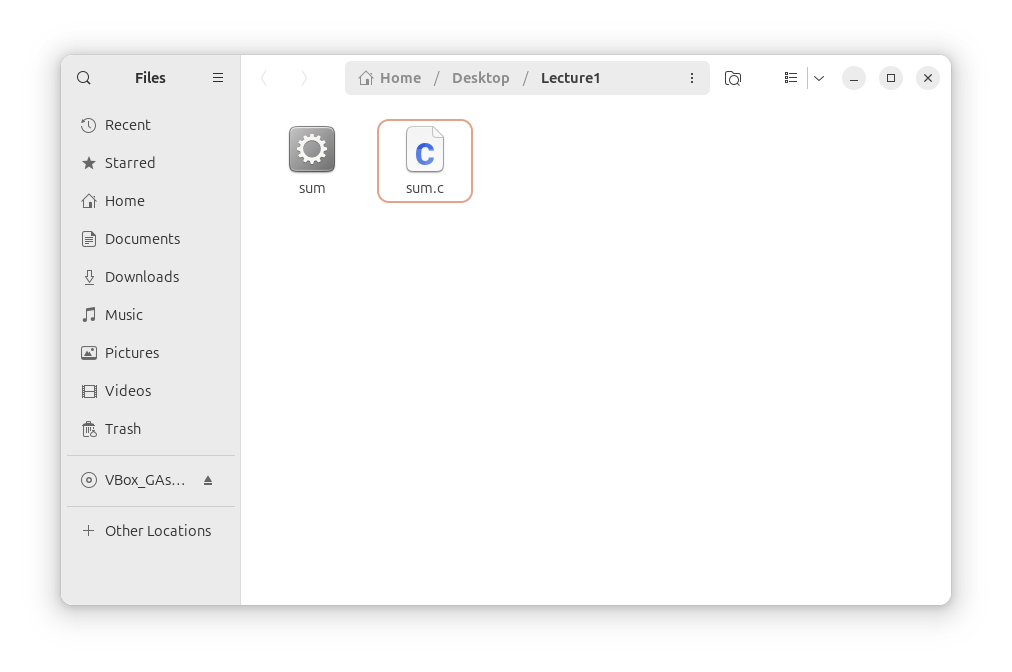 Files
Home / Desktop / Lecture1
Recent
Starred
Home
Documents
Downloads
Music
Pictures
Videos
Trash
VBox_GAs…
Other Locations
sum
c
sum.c